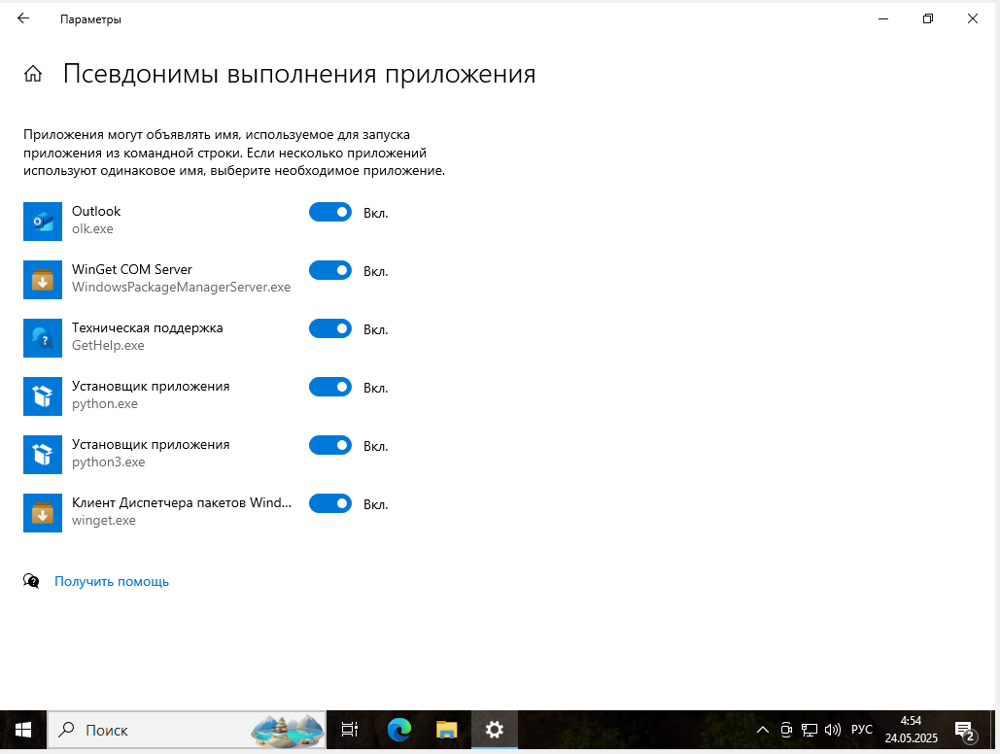 Параметры
Псевдонимы выполнения приложения
Приложения могут объявлять имя, используемое для запуска
приложения из командной строки. Если несколько приложений
используют одинаковое имя, выберите необходимое приложение.
Outlook
olk.exe
Вкл.
WinGet COM Server
WindowsPackageManagerServer.exe
Вкл.
Техническая поддержка
GetHelp.exe
Вкл.
Установщик приложения
python.exe
Вкл.
Установщик приложения
python3.exe
Вкл.
Клиент Диспетчера пакетов Wind...
winget.exe
Вкл.
Получить помощь
Поиск
РУС
4:54
24.05.2025
2